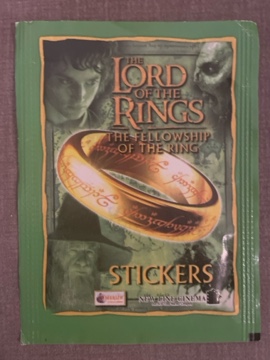 THE
LORD
OF THE
RINGS
THE FELLOWSHIP
OF THE RING
STICKERS
NEW LINE CINEMA